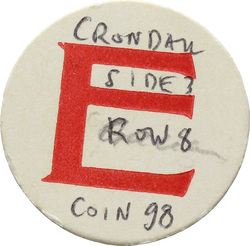 CRONDALL
E
SIDE 3
ROW 8
COIN 98